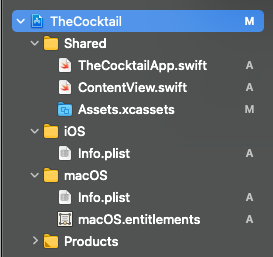 TheCocktail M
Shared
TheCocktailApp.swift A
ContentView.swift A
Assets.xcassets M
iOS
Info.plist A
macOS
Info.plist A
macOS.entitlements A
Products